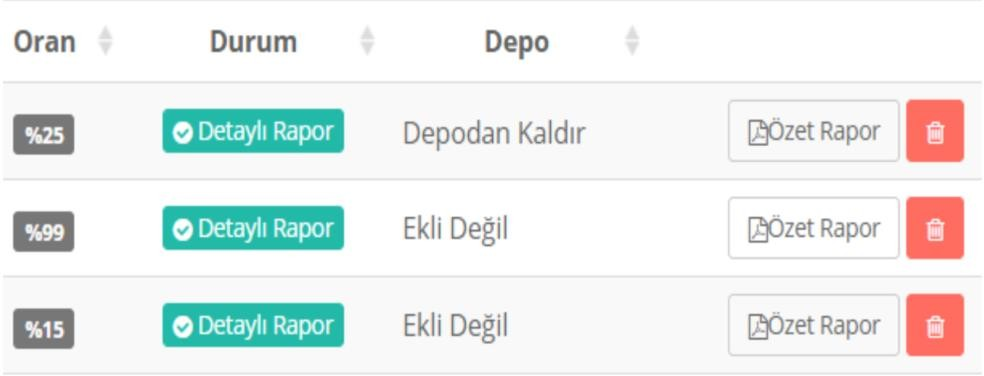 Oran Durum Depo
%25 Detaylı Rapor Depodan Kaldır Özet Rapor
%99 Detaylı Rapor Ekli Değil Özet Rapor
%15 Detaylı Rapor Ekli Değil Özet Rapor